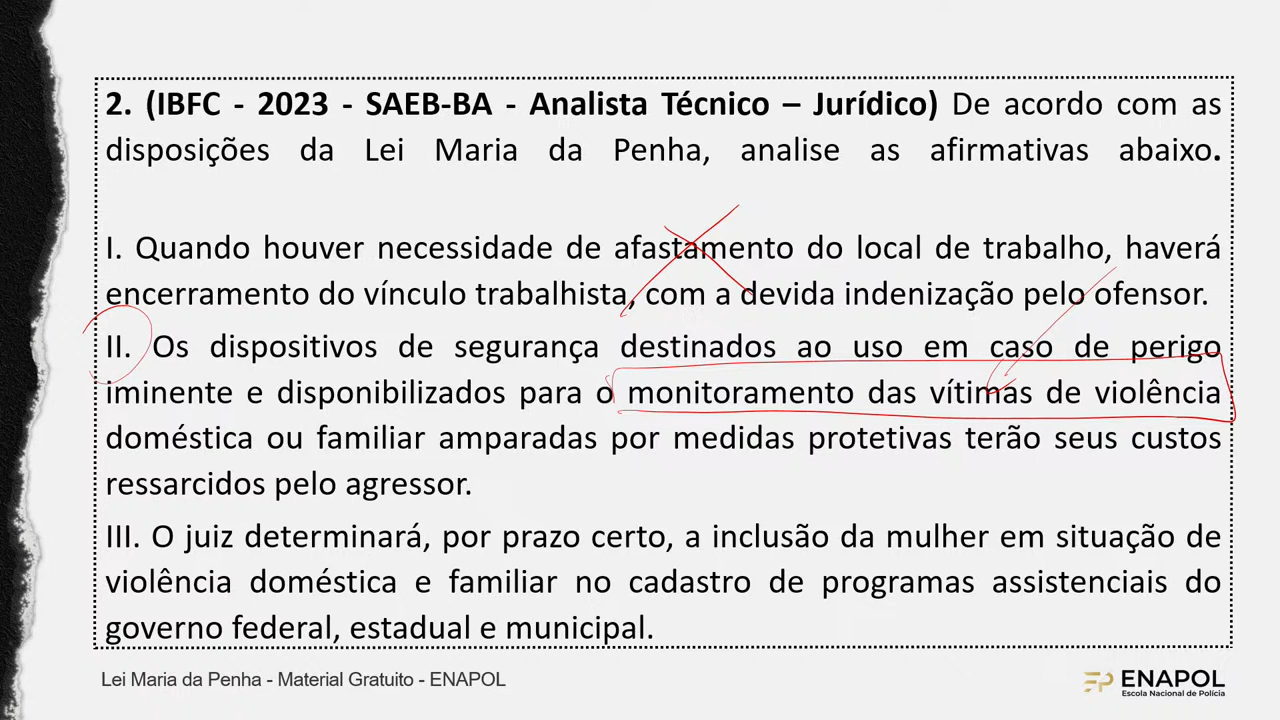 2. (IBFC - 2023 - SAEB-BA - Analista Técnico – Jurídico) De acordo com as
disposições da Lei Maria da Penha, analise as afirmativas abaixo.
I. Quando houver necessidade de afastamento do local de trabalho, haverá
encerramento do vínculo trabalhista, com a devida indenização pelo ofensor.
II. Os dispositivos de segurança destinados ao uso em caso de perigo
iminente e disponibilizados para o monitoramento das vítimas de violência
doméstica ou familiar amparadas por medidas protetivas terão seus custos
ressarcidos pelo agressor.
III. O juiz determinará, por prazo certo, a inclusão da mulher em situação de
violência doméstica e familiar no cadastro de programas assistenciais do
governo federal, estadual e municipal.
Lei Maria da Penha - Material Gratuito - ENAPOL
ENAPOL
Escola Nacional de Polícia